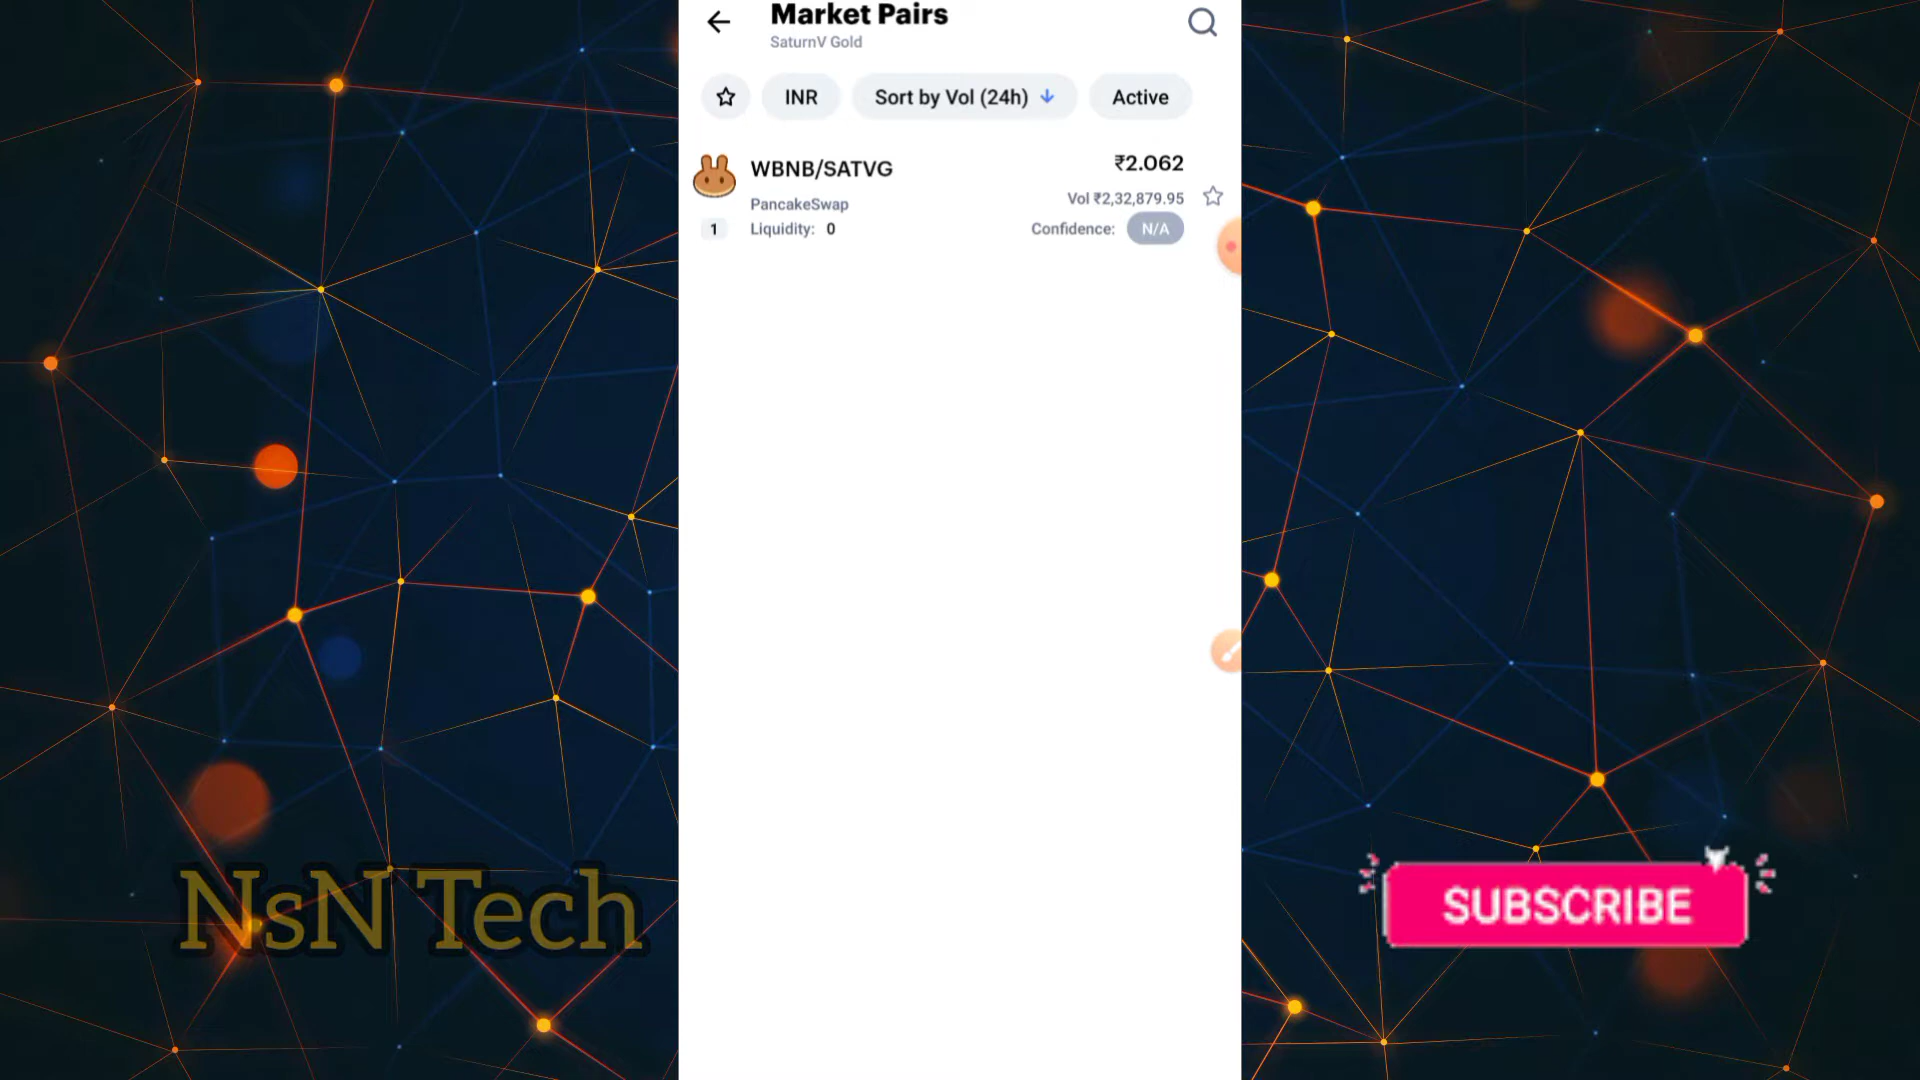 Market Pairs
SaturnV Gold
INR
Sort by Vol (24h)
Active
WBNB/SATVG
₹2.062
PancakeSwap
Vol ₹2,32,879.95
1
Liquidity: 0
Confidence: N/A
NsN Tech
SUBSCRIBE